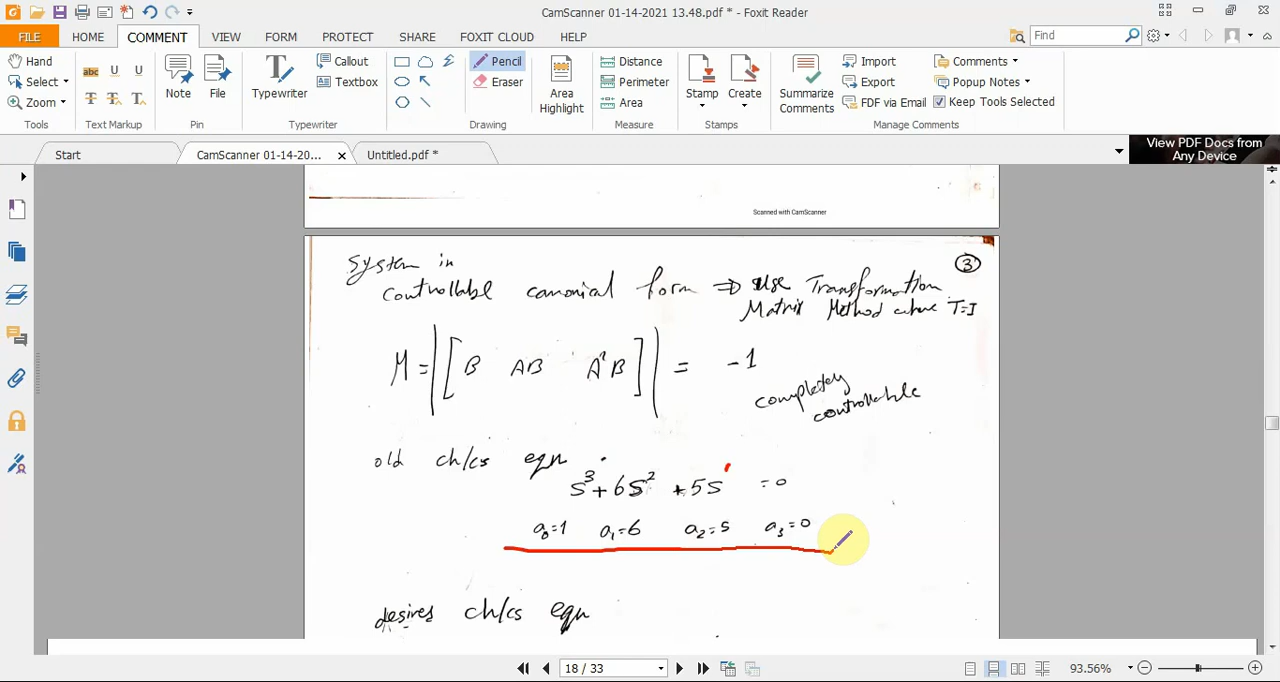 CamScanner 01-14-2021 13.48.pdf * - Foxit Reader
FILE HOME COMMENT VIEW FORM PROTECT SHARE FOXIT CLOUD HELP
Find
Hand
Select
Zoom
Tools
abc U U
T T T
Text Markup
Note
File
Pin
Typewriter
Callout
Textbox
Typewriter
Pencil
Eraser
Area Highlight
Drawing
Distance
Perimeter
Area
Measure
Stamp
Create
Stamps
Summarize Comments
Import
Export
FDF via Email
Comments
Popup Notes
Keep Tools Selected
Manage Comments
Start
CamScanner 01-14-20...
Untitled.pdf *
View PDF Docs from
Any Device
Scanned with CamScanner
System in
controllable canonical form ⇒ Use Transformation
Matrix Method where T=I
3
M = |[B AB A²B]| = -1
completely
controllable
old ch/cs eqn
S³ + 6S² + 5S = 0
a₀=1 a₁=6 a₂=5 a₃=0
desires ch/cs eqn
18 / 33
93.56%